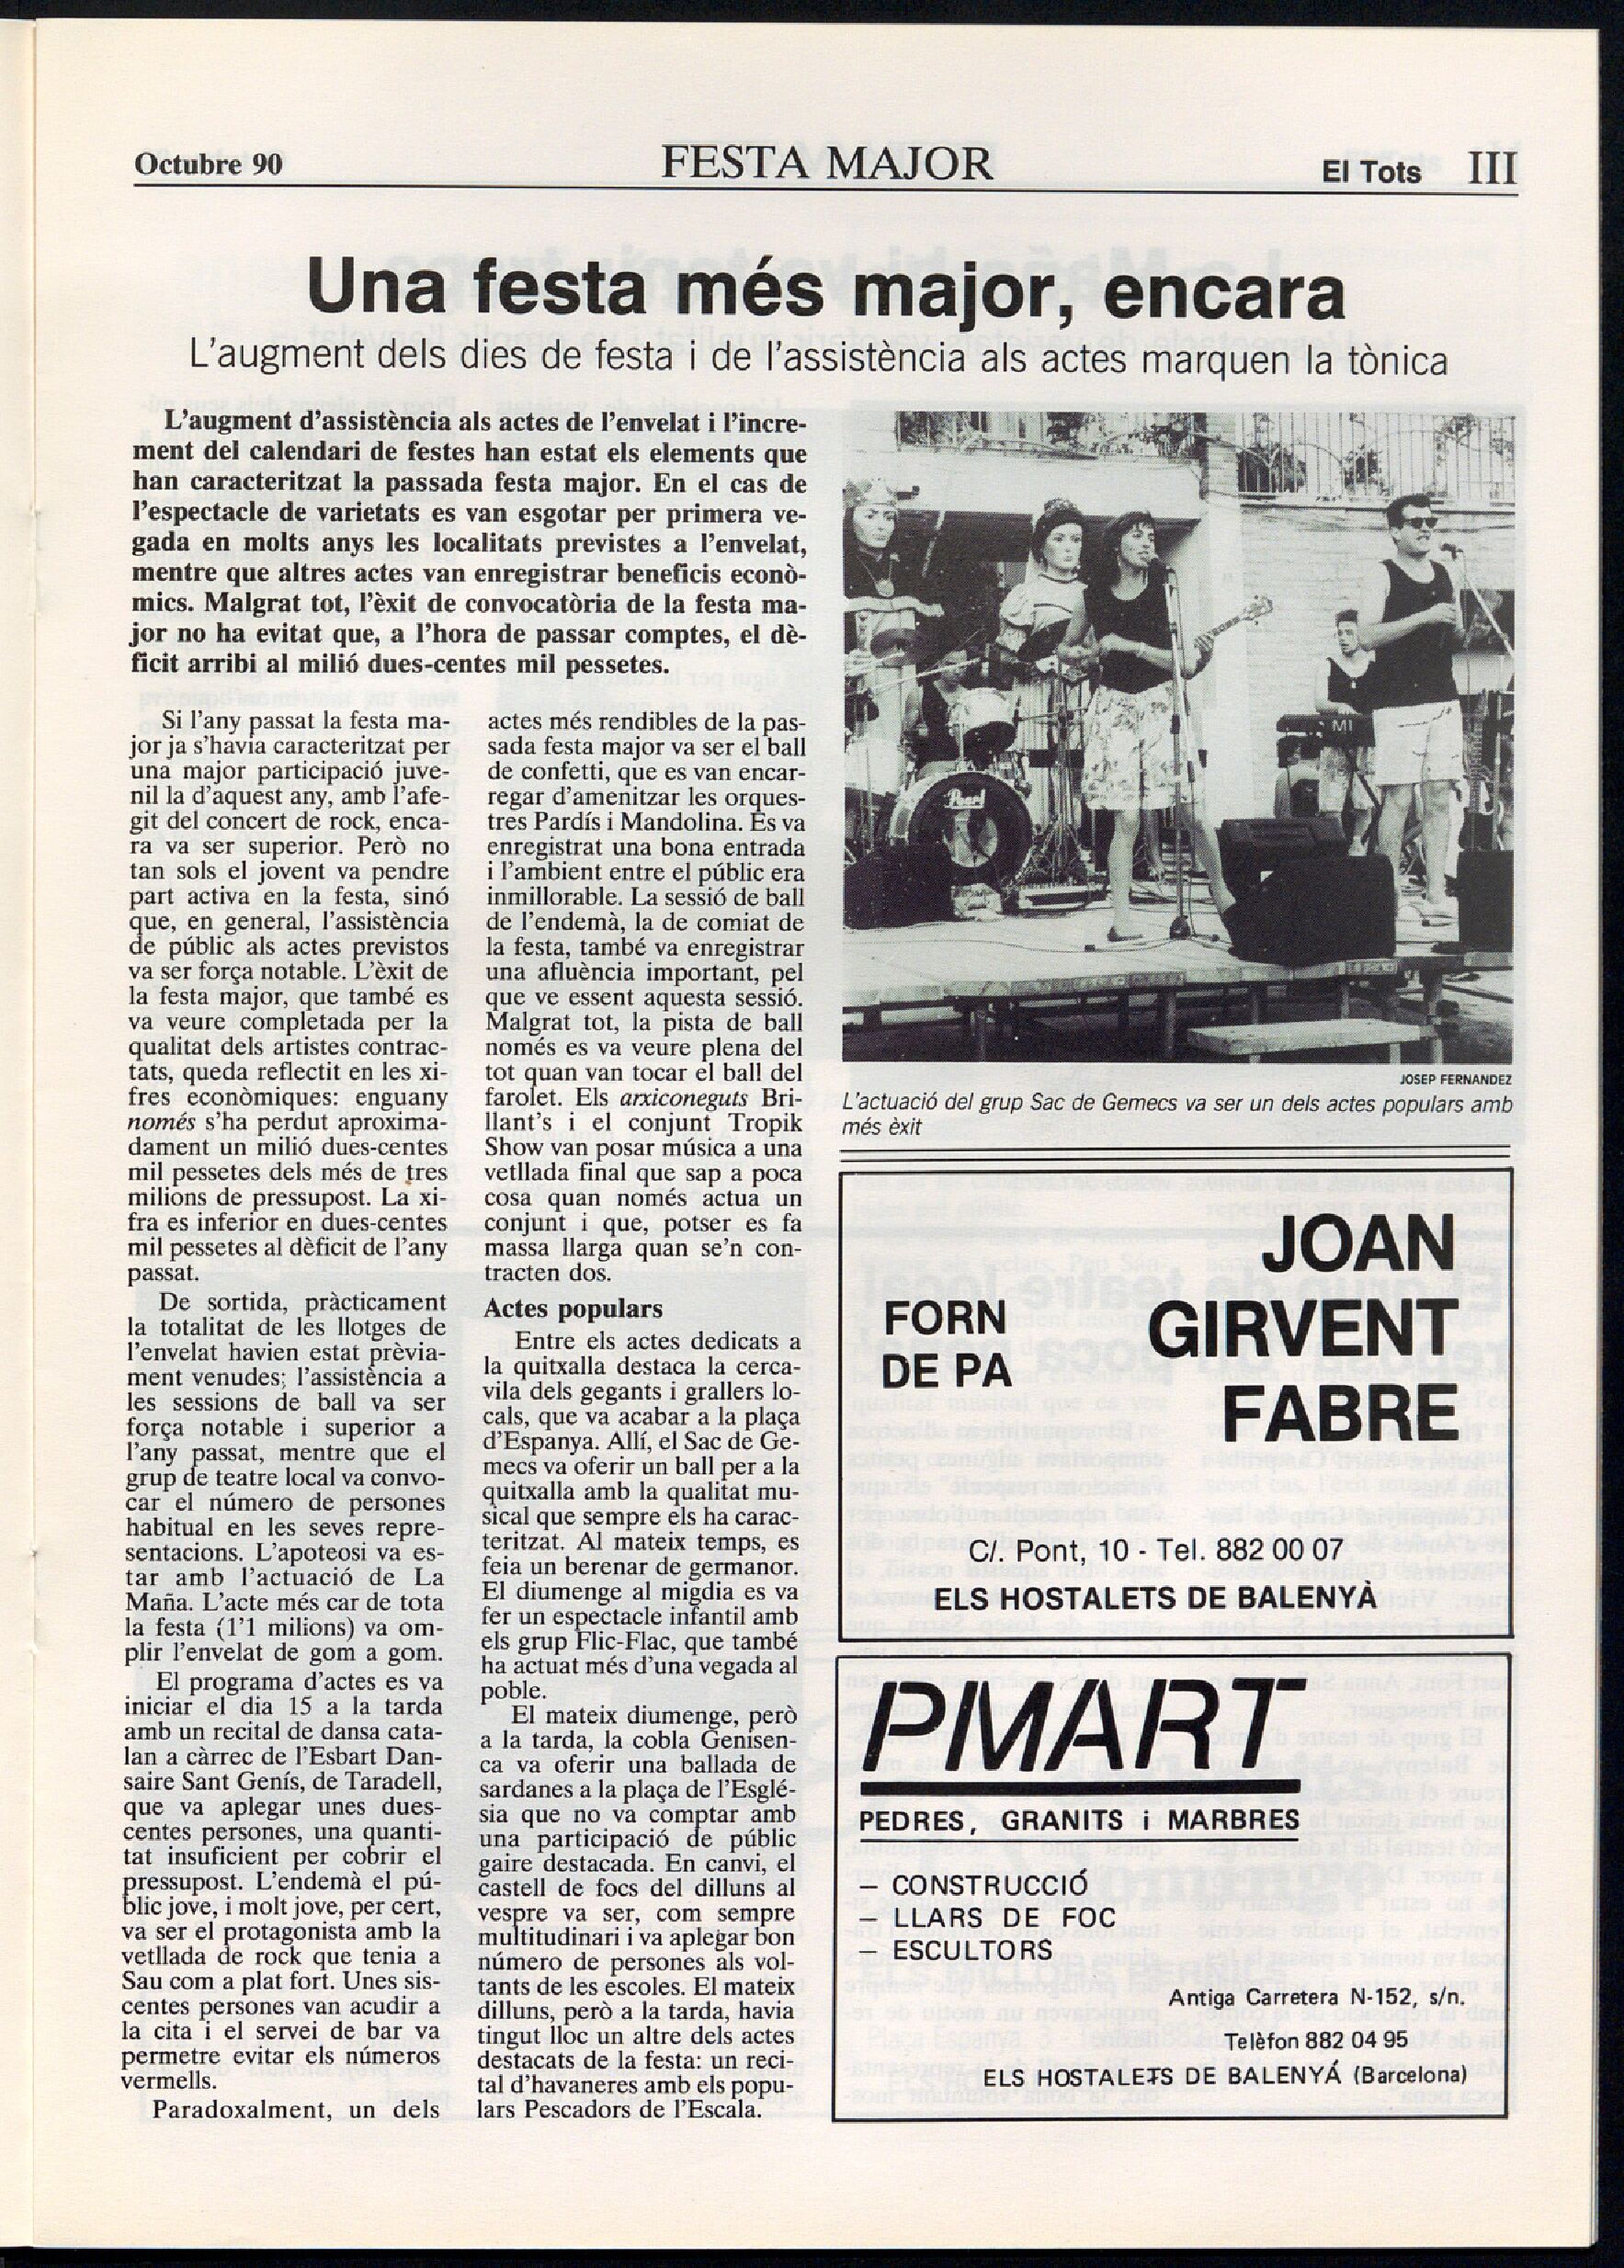 Octubre 90
FESTA MAJOR
El Tots III
Una festa més major, encara
L'augment dels dies de festa i de l'assistència als actes marquen la tònica
L'augment d'assistència als actes de l'envelat i l'incre-
ment del calendari de festes han estat els elements que
han caracteritzat la passada festa major. En el cas de
l'espectacle de varietats es van esgotar per primera ve-
gada en molts anys les localitats previstes a l'envelat,
mentre que altres actes van enregistrar beneficis econò-
mics. Malgrat tot, l'èxit de convocatòria de la festa ma-
jor no ha evitat que, a l'hora de passar comptes, el dè-
ficit arribi al milió dues-centes mil pessetes.
Si l'any passat la festa ma-
jor ja s'havia caracteritzat per
una major participació juve-
nil la d'aquest any, amb l'afe-
git del concert de rock, enca-
ra va ser superior. Però no
tan sols el jovent va pendre
part activa en la festa, sinó
que, en general, l'assistència
de públic als actes previstos
va ser força notable. L'èxit de
la festa major, que també es
va veure completada per la
qualitat dels artistes contrac-
tats, queda reflectit en les xi-
fres econòmiques: enguany
només s'ha perdut aproxima-
dament un milió dues-centes
mil pessetes dels més de tres
milions de pressupost. La xi-
fra es inferior en dues-centes
mil pessetes al dèficit de l'any
passat.
De sortida, pràcticament
la totalitat de les llotges de
l'envelat havien estat prèvia-
ment venudes; l'assistència a
les sessions de ball va ser
força notable i superior a
l'any passat, mentre que el
grup de teatre local va convo-
car el número de persones
habitual en les seves repre-
sentacions. L'apoteosi va es-
tar amb l'actuació de La
Maña. L'acte més car de tota
la festa (1'1 milions) va om-
plir l'envelat de gom a gom.
El programa d'actes es va
iniciar el dia 15 a la tarda
amb un recital de dansa cata-
lan a càrrec de l'Esbart Dan-
saire Sant Genís, de Taradell,
que va aplegar unes dues-
centes persones, una quanti-
tat insuficient per cobrir el
pressupost. L'endemà el pú-
blic jove, i molt jove, per cert,
va ser el protagonista amb la
vetllada de rock que tenia a
Sau com a plat fort. Unes sis-
centes persones van acudir a
la cita i el servei de bar va
permetre evitar els números
vermells.
Paradoxalment, un dels
actes més rendibles de la pas-
sada festa major va ser el ball
de confetti, que es van encar-
regar d'amenitzar les orques-
tres Pardís i Mandolina. Es va
enregistrat una bona entrada
i l'ambient entre el públic era
inmillorable. La sessió de ball
de l'endemà, la de comiat de
la festa, també va enregistrar
una afluència important, pel
que ve essent aquesta sessió.
Malgrat tot, la pista de ball
només es va veure plena del
tot quan van tocar el ball del
farolet. Els arxiconeguts Bri-
llant's i el conjunt Tropik
Show van posar música a una
vetllada final que sap a poca
cosa quan només actua un
conjunt i que, potser es fa
massa llarga quan se'n con-
tracten dos.
Actes populars
Entre els actes dedicats a
la quitxalla destaca la cerca-
vila dels gegants i grallers lo-
cals, que va acabar a la plaça
d'Espanya. Allí, el Sac de Ge-
mecs va oferir un ball per a la
quitxalla amb la qualitat mu-
sical que sempre els ha carac-
teritzat. Al mateix temps, es
feia un berenar de germanor.
El diumenge al migdia es va
fer un espectacle infantil amb
els grup Flic-Flac, que també
ha actuat més d'una vegada al
poble.
El mateix diumenge, però
a la tarda, la cobla Genisen-
ca va oferir una ballada de
sardanes a la plaça de l'Esglé-
sia que no va comptar amb
una participació de públic
gaire destacada. En canvi, el
castell de focs del dilluns al
vespre va ser, com sempre
multitudinari i va aplegar bon
número de persones als vol-
tants de les escoles. El mateix
dilluns, però a la tarda, havia
tingut lloc un altre dels actes
destacats de la festa: un reci-
tal d'havaneres amb els popu-
lars Pescadors de l'Escala.
Pearl
MI
JOSEP FERNANDEZ
L'actuació del grup Sac de Gemecs va ser un dels actes populars amb
més èxit
FORN
DE PA
JOAN
GIRVENT
FABRE
C/. Pont, 10 - Tel. 882 00 07
ELS HOSTALETS DE BALENYÀ
PMART
PEDRES, GRANITS i MARBRES
— CONSTRUCCIÓ
— LLARS DE FOC
— ESCULTORS
Antiga Carretera N-152, s/n.
Telèfon 882 04 95
ELS HOSTALETS DE BALENYÁ (Barcelona)